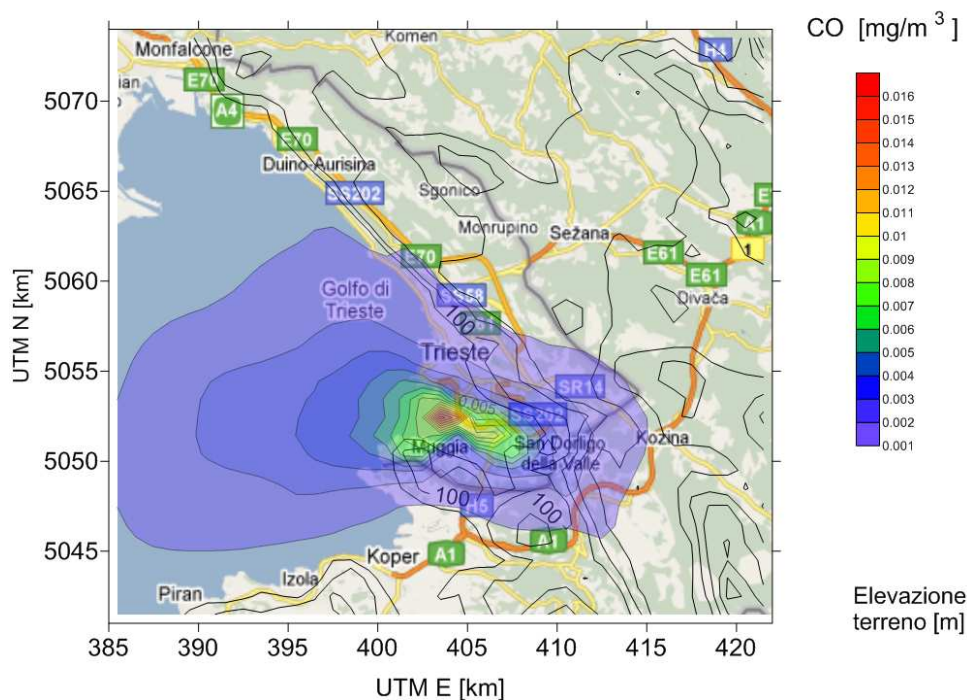 CO [mg/m 3 ]
0.016
0.015
0.014
0.013
0.012
0.011
0.010
0.009
0.008
0.007
0.006
0.005
0.004
0.003
0.002
0.001
Elevazione
terreno [m]
UTM N [km]
5070
5065
5060
5055
5050
5045
385 390 395 400 405 410 415 420
UTM E [km]
Monfalcone
Komen
H4
E70
A4
E70
Duino-Aurisina
SS202
Sgonico
Monrupino
Sežana
E70
E61
E61
1
Divača
Golfo di
Trieste
100
Trieste
0.005
SR14
SS202
Muggia
San Dorligo
della Valle
Kozina
100
100
H5
A1
A1
Koper
Izola
Piran